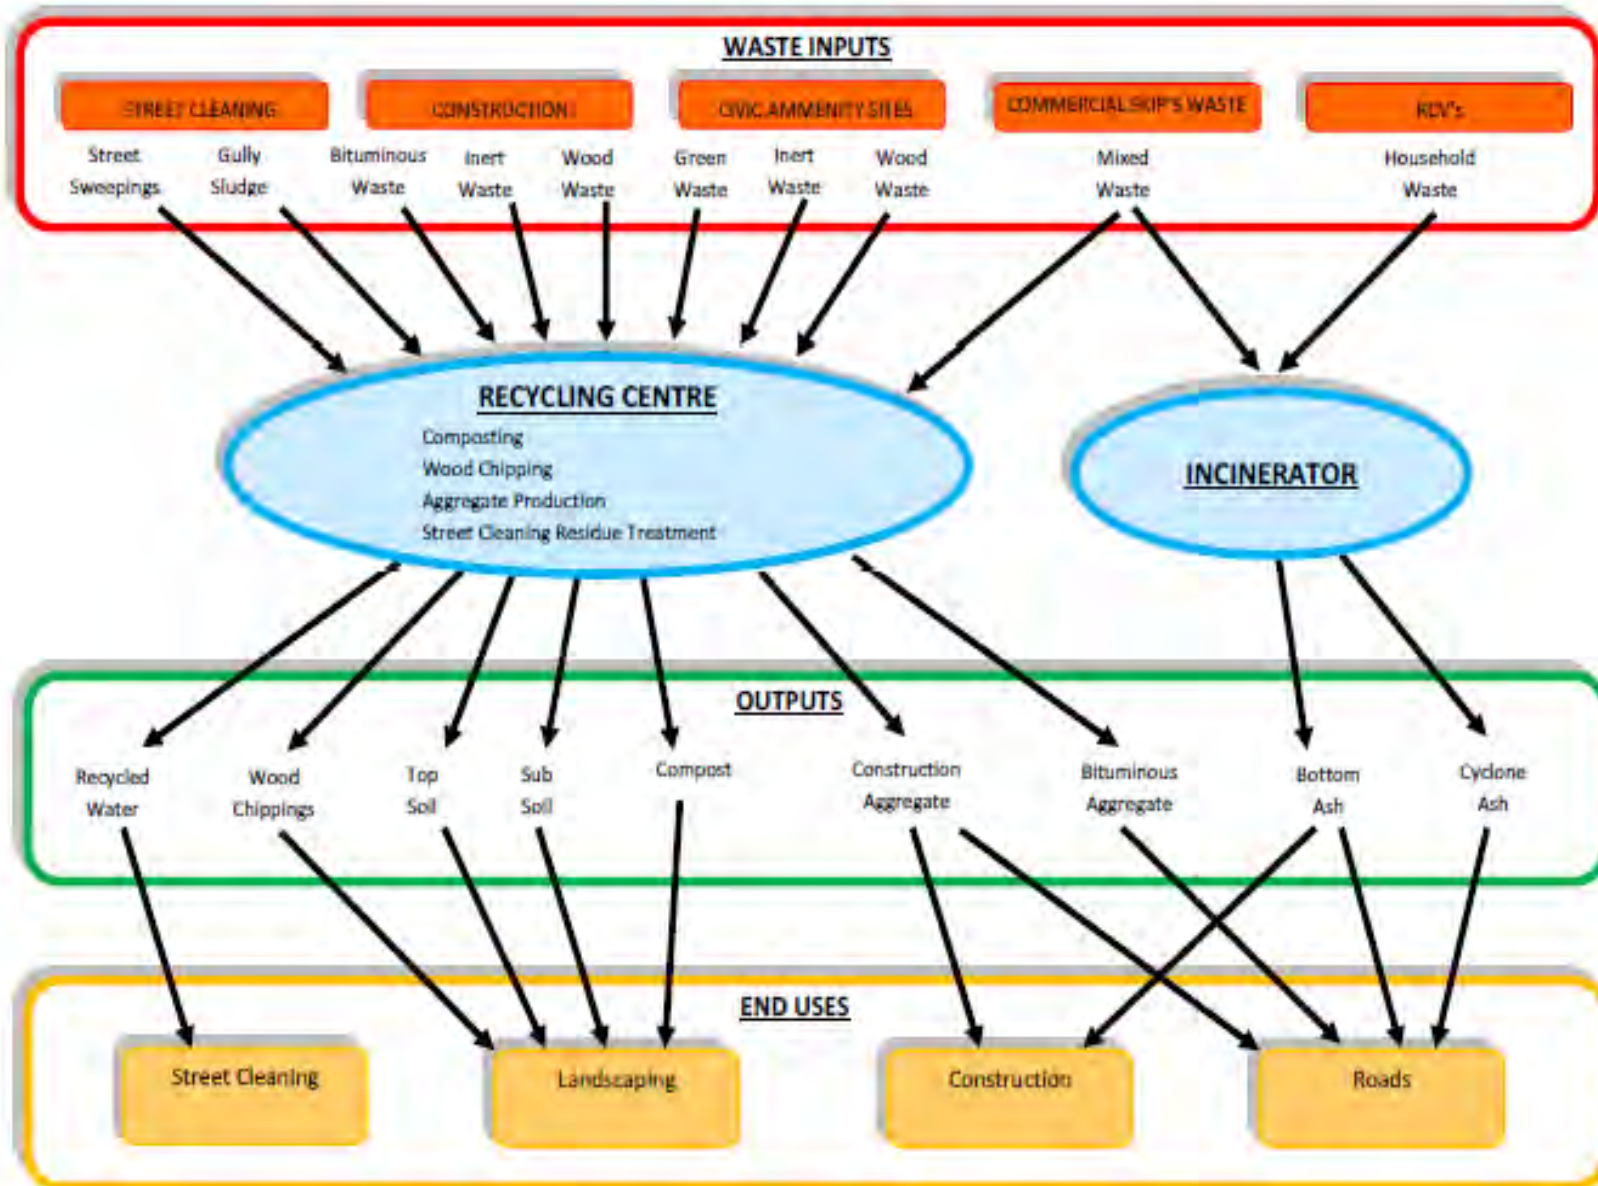 WASTE INPUTS
STREET CLEANING
CONSTRUCTION
CIVIC AMMENITY SITES
COMMERCIAL SKIP'S WASTE
RCV's
Street
Sweepings
Gully
Sludge
Bituminous
Waste
Inert
Waste
Wood
Waste
Green
Waste
Inert
Waste
Wood
Waste
Mixed
Waste
Household
Waste
RECYCLING CENTRE
Composting
Wood Chipping
Aggregate Production
Street Cleaning Residue Treatment
INCINERATOR
OUTPUTS
Recycled
Water
Wood
Chippings
Top
Soil
Sub
Soil
Compost
Construction
Aggregate
Bituminous
Aggregate
Bottom
Ash
Cyclone
Ash
END USES
Street Cleaning
Landscaping
Construction
Roads